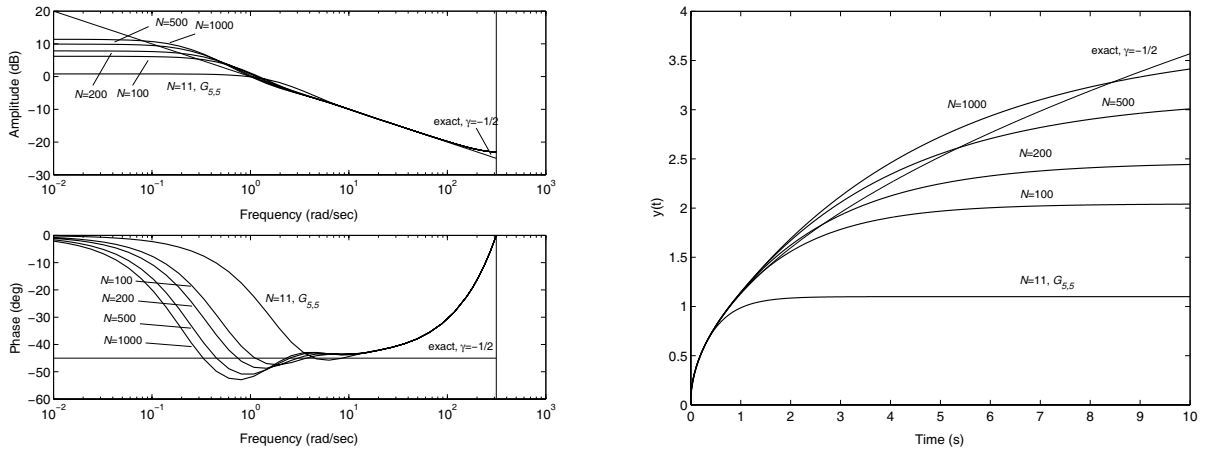 20
10
0
−10
−20
−30
Amplitude (dB)
N=500
N=1000
N=200
N=100
N=11, G5,5
exact, γ=−1/2
10−2
10−1
100
101
102
103
Frequency (rad/sec)
0
−10
−20
−30
−40
−50
−60
Phase (deg)
N=100
N=200
N=500
N=1000
N=11, G5,5
exact, γ=−1/2
10−2
10−1
100
101
102
103
Frequency (rad/sec)
4
3.5
3
2.5
2
1.5
1
0.5
0
y(t)
exact, γ=−1/2
N=1000
N=500
N=200
N=100
N=11, G5,5
0
1
2
3
4
5
6
7
8
9
10
Time (s)